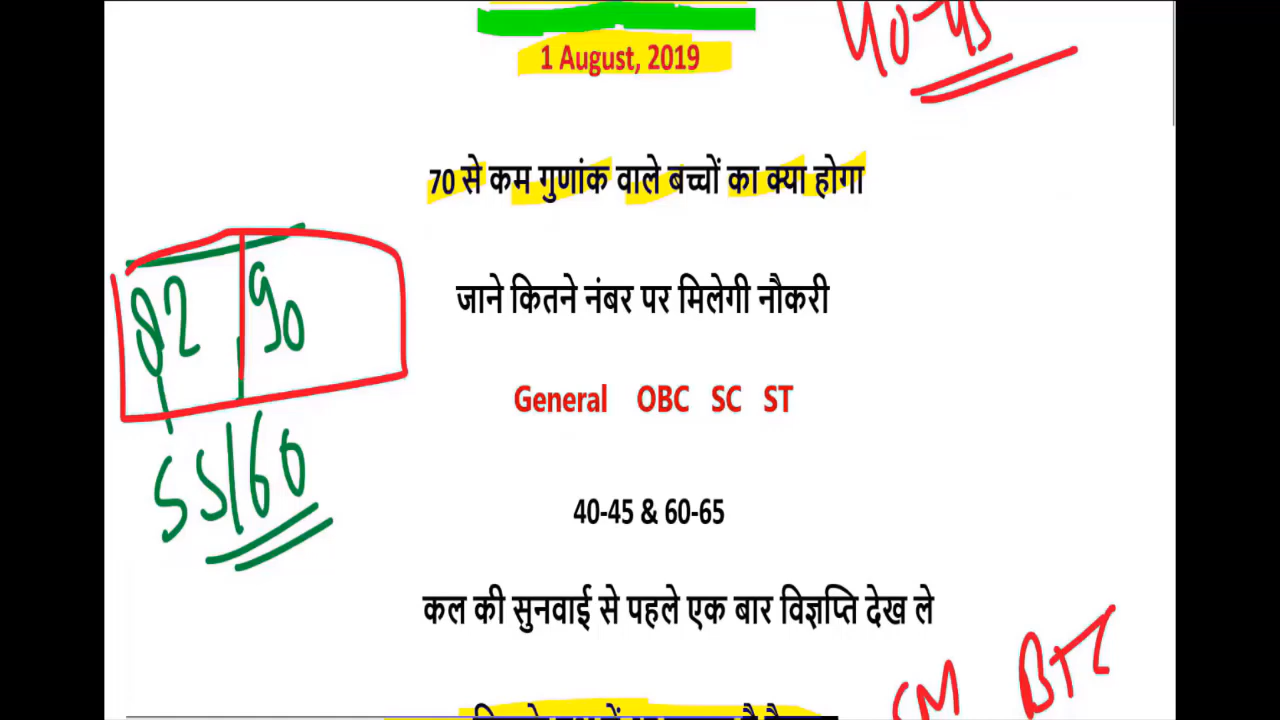 40-45
1 August, 2019
70 से कम गुणांक वाले बच्चों का क्या होगा
जाने कितने नंबर पर मिलेगी नौकरी
82 90
General OBC SC ST
55/60
40-45 & 60-65
कल की सुनवाई से पहले एक बार विज्ञप्ति देख ले
SM BTC